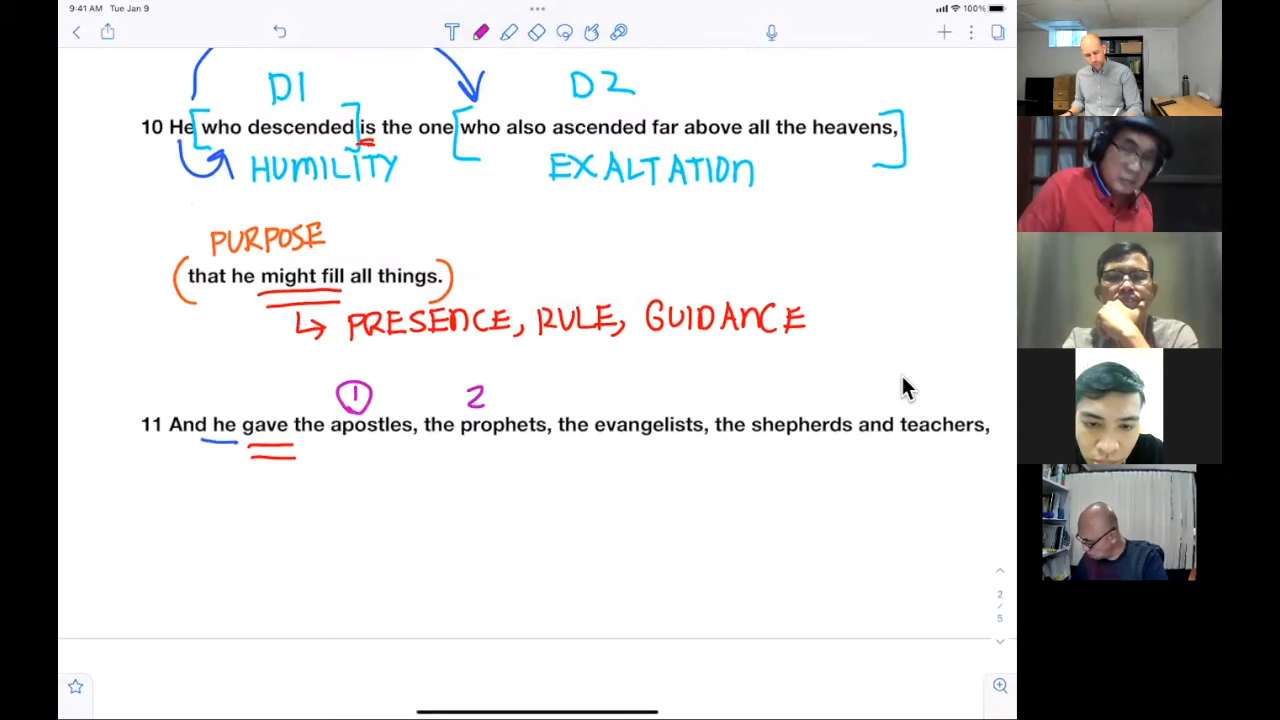 9:41 AM Tue Jan 9
100%
T
D1 D2
10 He who descended is the one who also ascended far above all the heavens,
HUMILITY EXALTATION
PURPOSE
that he might fill all things.
PRESENCE, RULE, GUIDANCE
1 2
11 And he gave the apostles, the prophets, the evangelists, the shepherds and teachers,
2
/
5